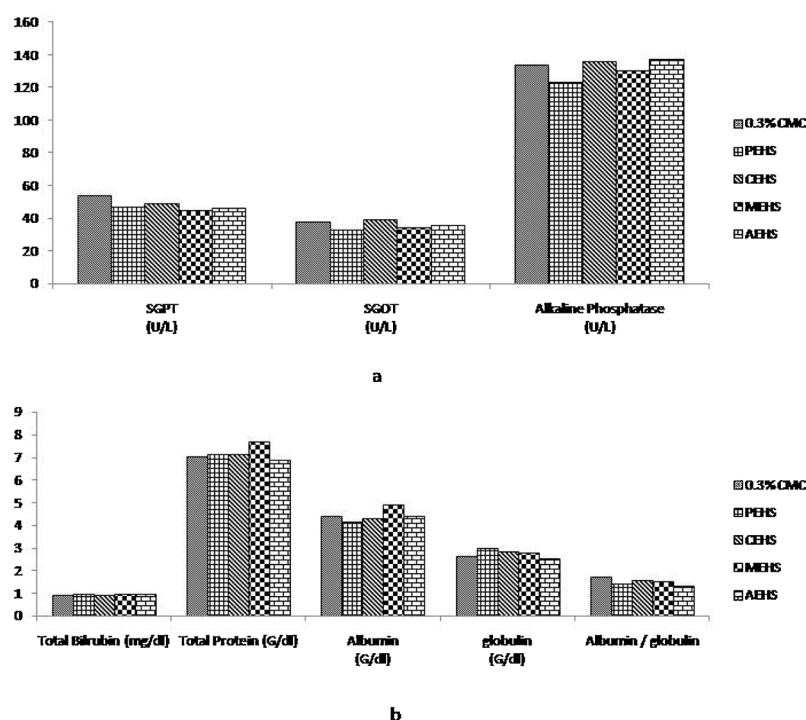 160
140
120
100
80
60
40
20
0
SGPT
(U/L)
SGOT
(U/L)
Alkaline Phosphatase
(U/L)
0.3% CMC
PEHS
CEHS
MEHS
AEHS
a
9
8
7
6
5
4
3
2
1
0
Total Bilrubin (mg/dl)
Total Protein (G/dl)
Albumin
(G/dl)
globulin
(G/dl)
Albumin / globulin
0.3% CMC
PEHS
CEHS
MEHS
AEHS
b